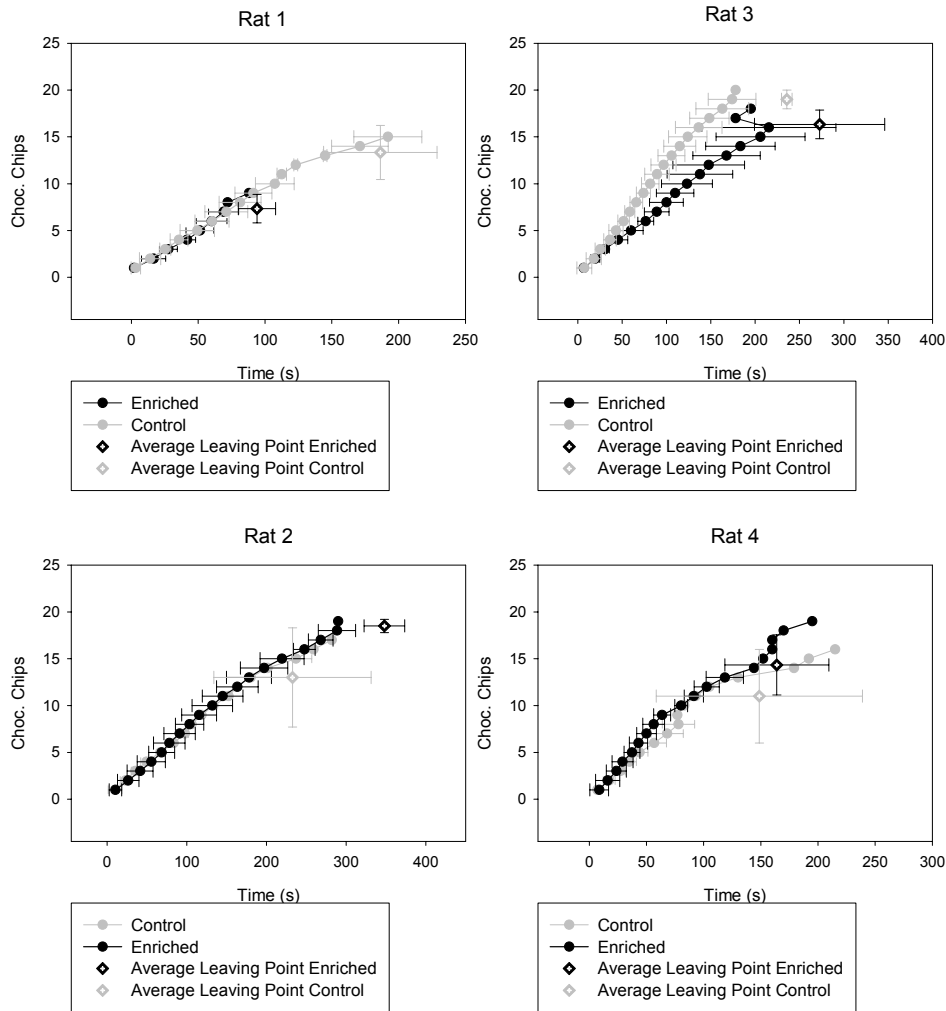 Rat 1
Choc. Chips
25
20
15
10
5
0
0 50 100 150 200 250
Time (s)
Enriched
Control
Average Leaving Point Enriched
Average Leaving Point Control
Rat 3
Choc. Chips
25
20
15
10
5
0
0 50 100 150 200 250 300 350 400
Time (s)
Enriched
Control
Average Leaving Point Enriched
Average Leaving Point Control
Rat 2
Choc. Chips
25
20
15
10
5
0
0 100 200 300 400
Time (s)
Control
Enriched
Average Leaving Point Enriched
Average Leaving Point Control
Rat 4
Choc. Chips
25
20
15
10
5
0
0 50 100 150 200 250 300
Time (s)
Control
Enriched
Average Leaving Point Enriched
Average Leaving Point Control